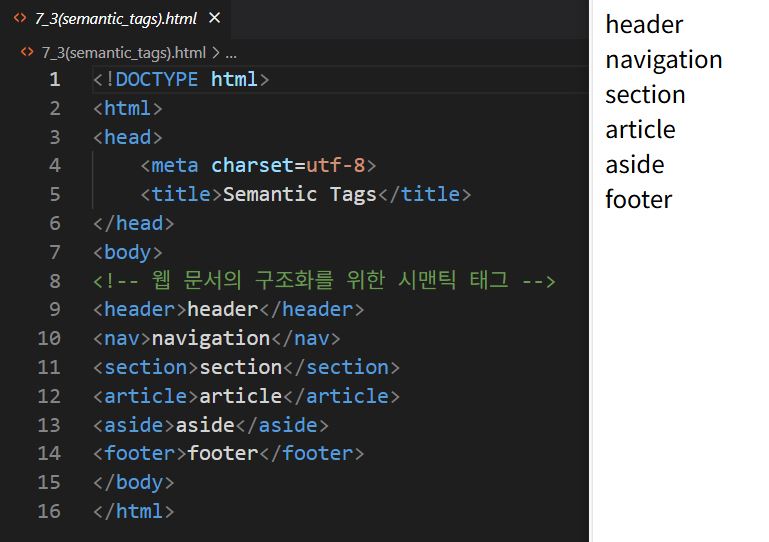 7_3(semantic_tags).html ×
7_3(semantic_tags).html > ...
1 <!DOCTYPE html>
2 <html>
3 <head>
4     <meta charset=utf-8>
5     <title>Semantic Tags</title>
6 </head>
7 <body>
8 <!-- 웹 문서의 구조화를 위한 시맨틱 태그 -->
9 <header>header</header>
10 <nav>navigation</nav>
11 <section>section</section>
12 <article>article</article>
13 <aside>aside</aside>
14 <footer>footer</footer>
15 </body>
16 </html>
header
navigation
section
article
aside
footer